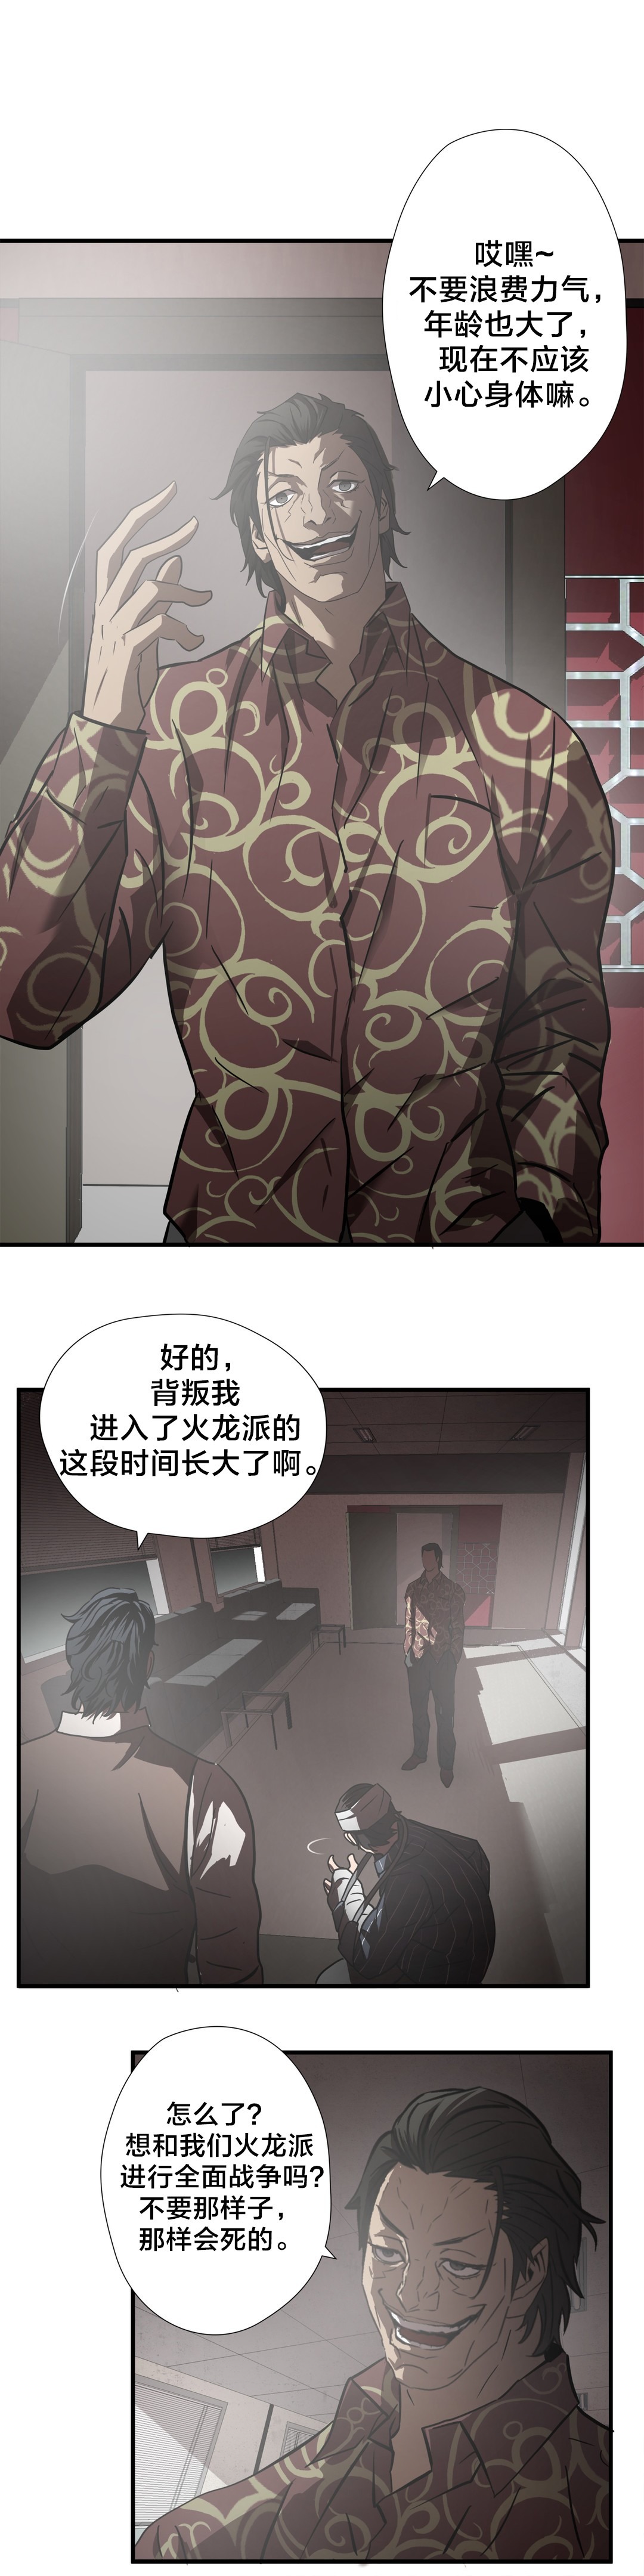 哎嘿~
不要浪费力气，
年龄也大了，
现在不应该
小心身体嘛。
好的，
背叛我
进入了火龙派的
这段时间长大了啊。
怎么了?
想和我们火龙派
进行全面战争吗?
不要那样子，
那样会死的。